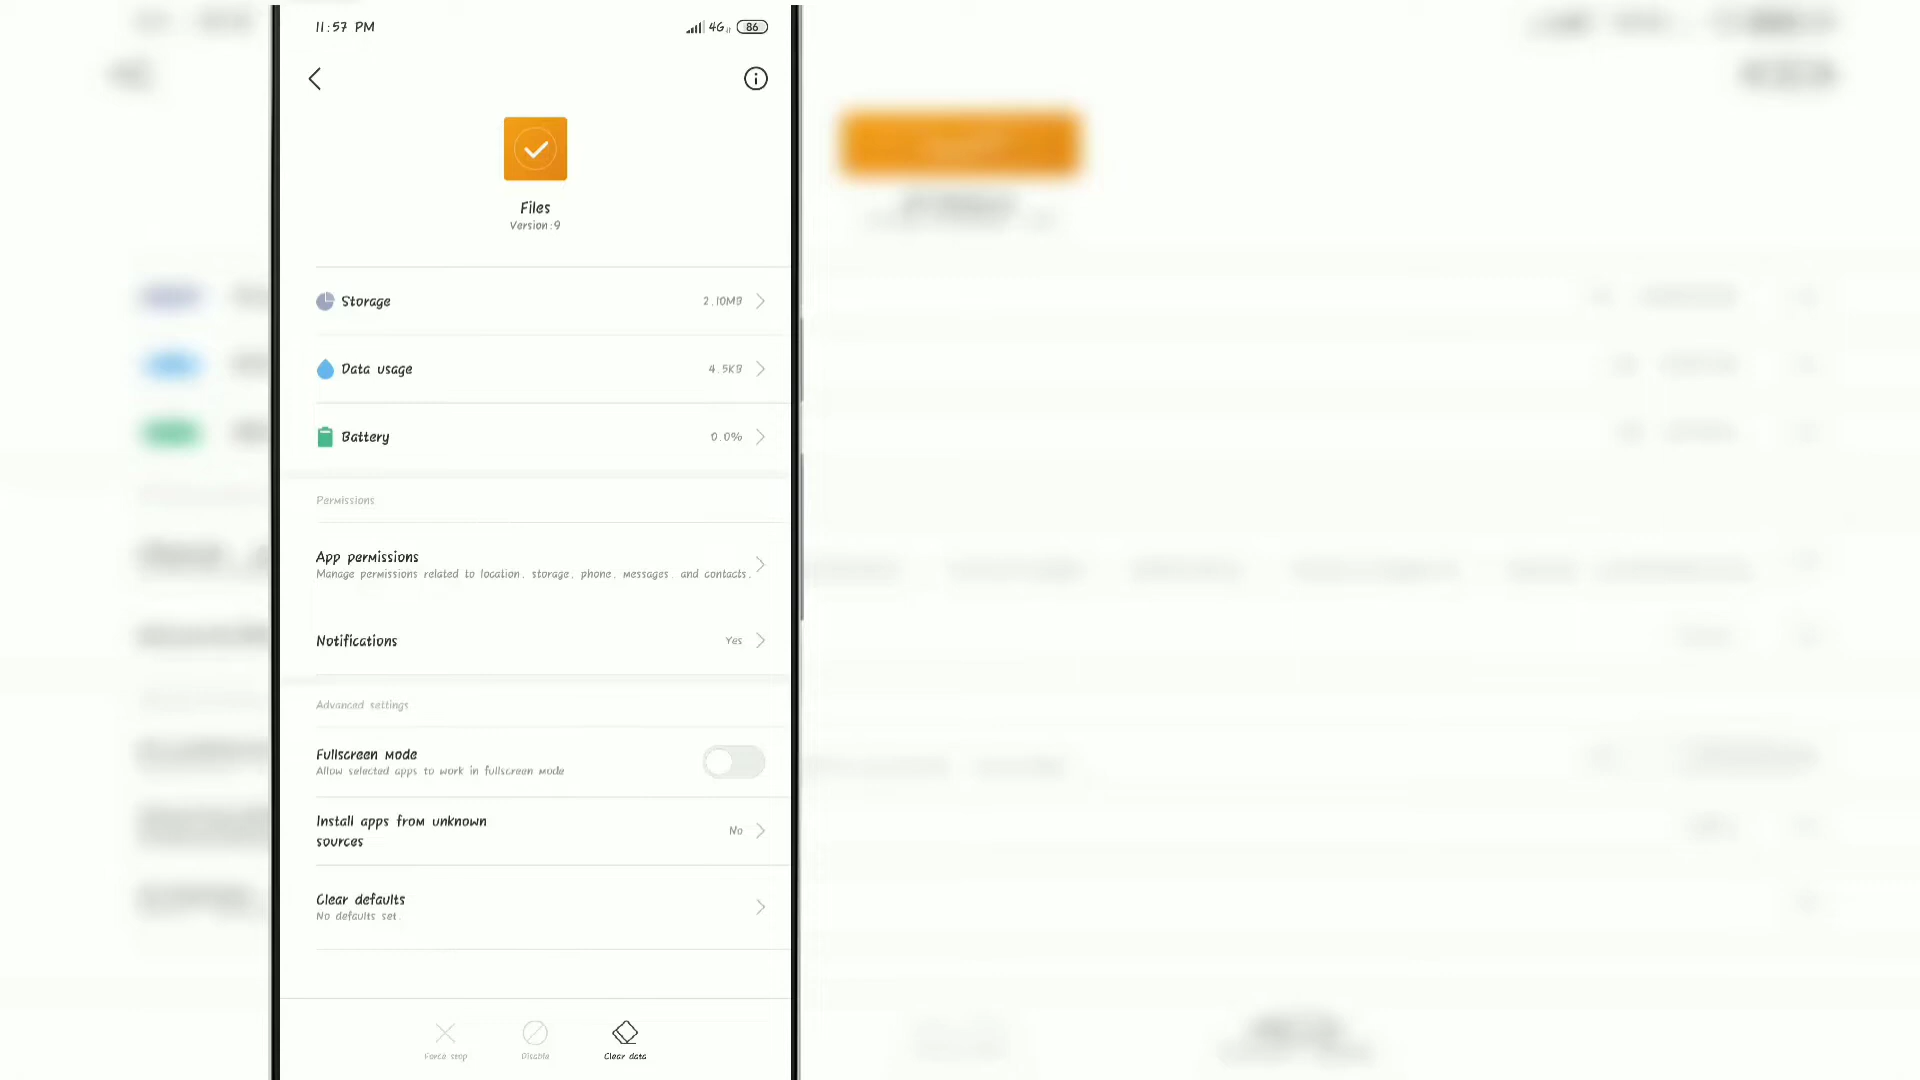 11:57 PM
4G
86
Files
Version:9
Storage
2.10MB
Data usage
4.5KB
Battery
0.0%
Permissions
App permissions
Manage permissions related to location, storage, phone, messages, and contacts.
Notifications
Yes
Advanced settings
Fullscreen mode
Allow selected apps to work in fullscreen mode
Install apps from unknown
sources
No
Clear defaults
No defaults set.
Force stop
Disable
Clear data